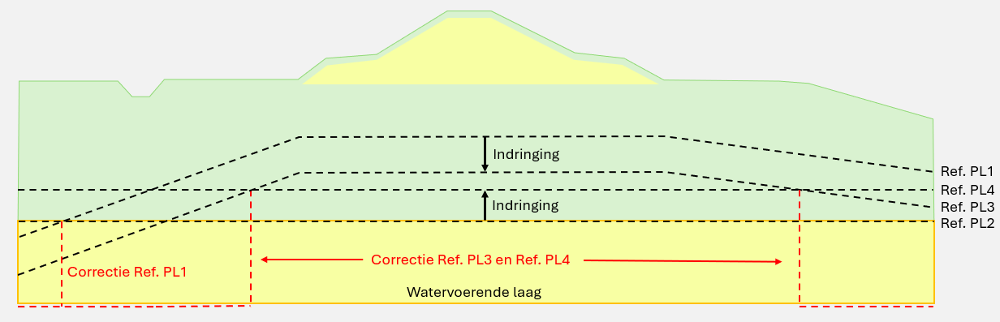 Indringing
Ref. PL1
Ref. PL4
Indringing
Ref. PL3
Ref. PL2
Correctie Ref. PL3 en Ref. PL4
Correctie Ref. PL1
Watervoerende laag